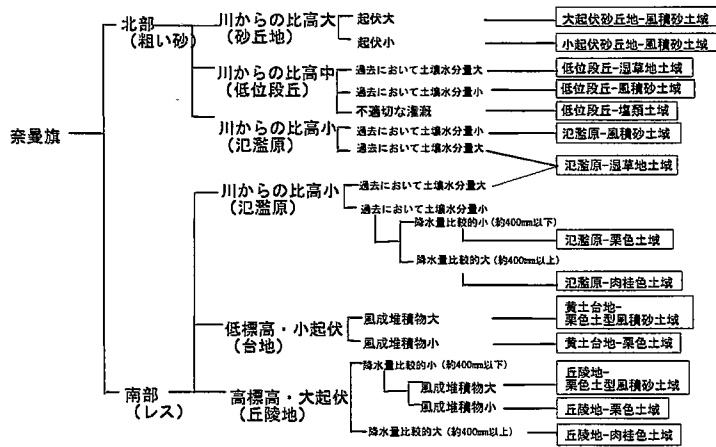 奈曼旗
北部
（粗い砂）
川からの比高大
（砂丘地）
起伏大
大起伏砂丘地－風積砂土域
起伏小
小起伏砂丘地－風積砂土域
川からの比高中
（低位段丘）
過去において土壌水分量大
低位段丘－湿草地土域
過去において土壌水分量小
低位段丘－風積砂土域
不適切な灌漑
低位段丘－塩類土域
川からの比高小
（氾濫原）
過去において土壌水分量小
氾濫原－風積砂土域
過去において土壌水分量大
氾濫原－湿草地土域
南部
（レス）
川からの比高小
（氾濫原）
過去において土壌水分量大
過去において土壌水分量小
降水量比較的小（約400mm以下）
氾濫原－栗色土域
降水量比較的大（約400mm以上）
氾濫原－肉桂色土域
低標高・小起伏
（台地）
風成堆積物大
黄土台地－
栗色土型風積砂土域
風成堆積物小
黄土台地－栗色土域
高標高・大起伏
（丘陵地）
降水量比較的小（約400mm以下）
風成堆積物大
丘陵地－
栗色土型風積砂土域
風成堆積物小
丘陵地－栗色土域
降水量比較的大（約400mm以上）
丘陵地－肉桂色土域